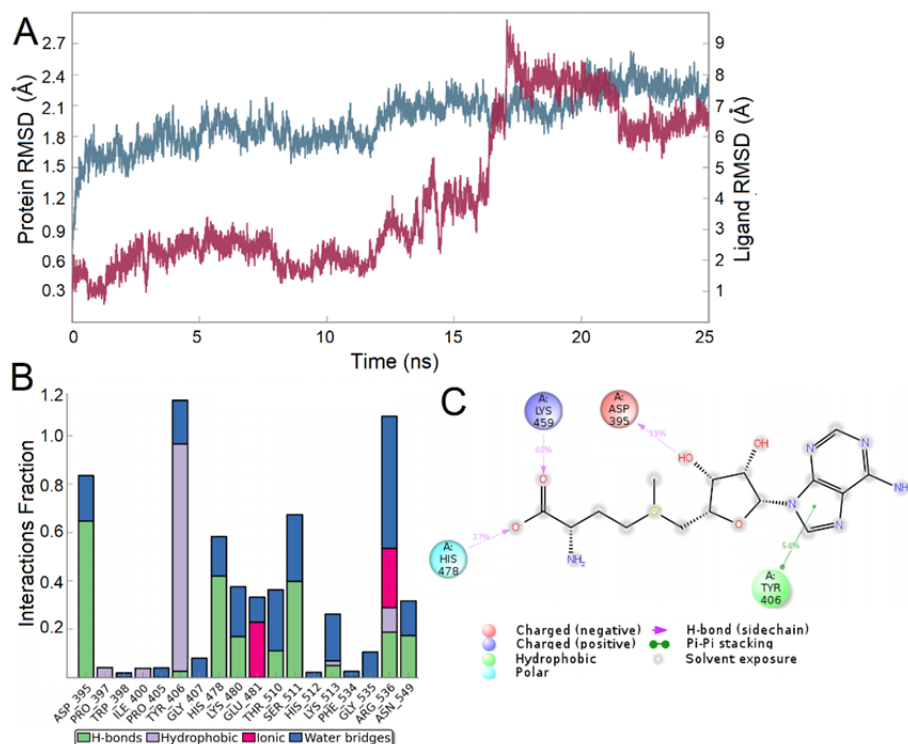 A
Protein RMSD (Å)
2.7
2.4
2.1
1.8
1.2
0.9
0.6
0.3
9
8
7
6
5
4
3
2
1
Ligand RMSD (Å)
0 5 10 15 20 25
Time (ns)
B
Interactions Fraction
1.2
1.0
0.8
0.6
0.4
0.2
ASP_395
PRO_397
TRP_398
ILE_400
PRO_405
TYR_406
GLY_407
HIS_478
LYS_480
GLU_481
THR_510
SER_511
HIS_512
LYS_513
PHE_534
GLY_535
ARG_536
ASN_549
H-bonds Hydrophobic Ionic Water bridges
C
A:
LYS
459
A:
ASP
395
40%
HO
OH
N
N
NH
O
O
O
N
N
37%
NH2
54%
A:
HIS
478
A:
TYR
406
Charged (negative)
Charged (positive)
Hydrophobic
Polar
H-bond (sidechain)
Pi-Pi stacking
Solvent exposure